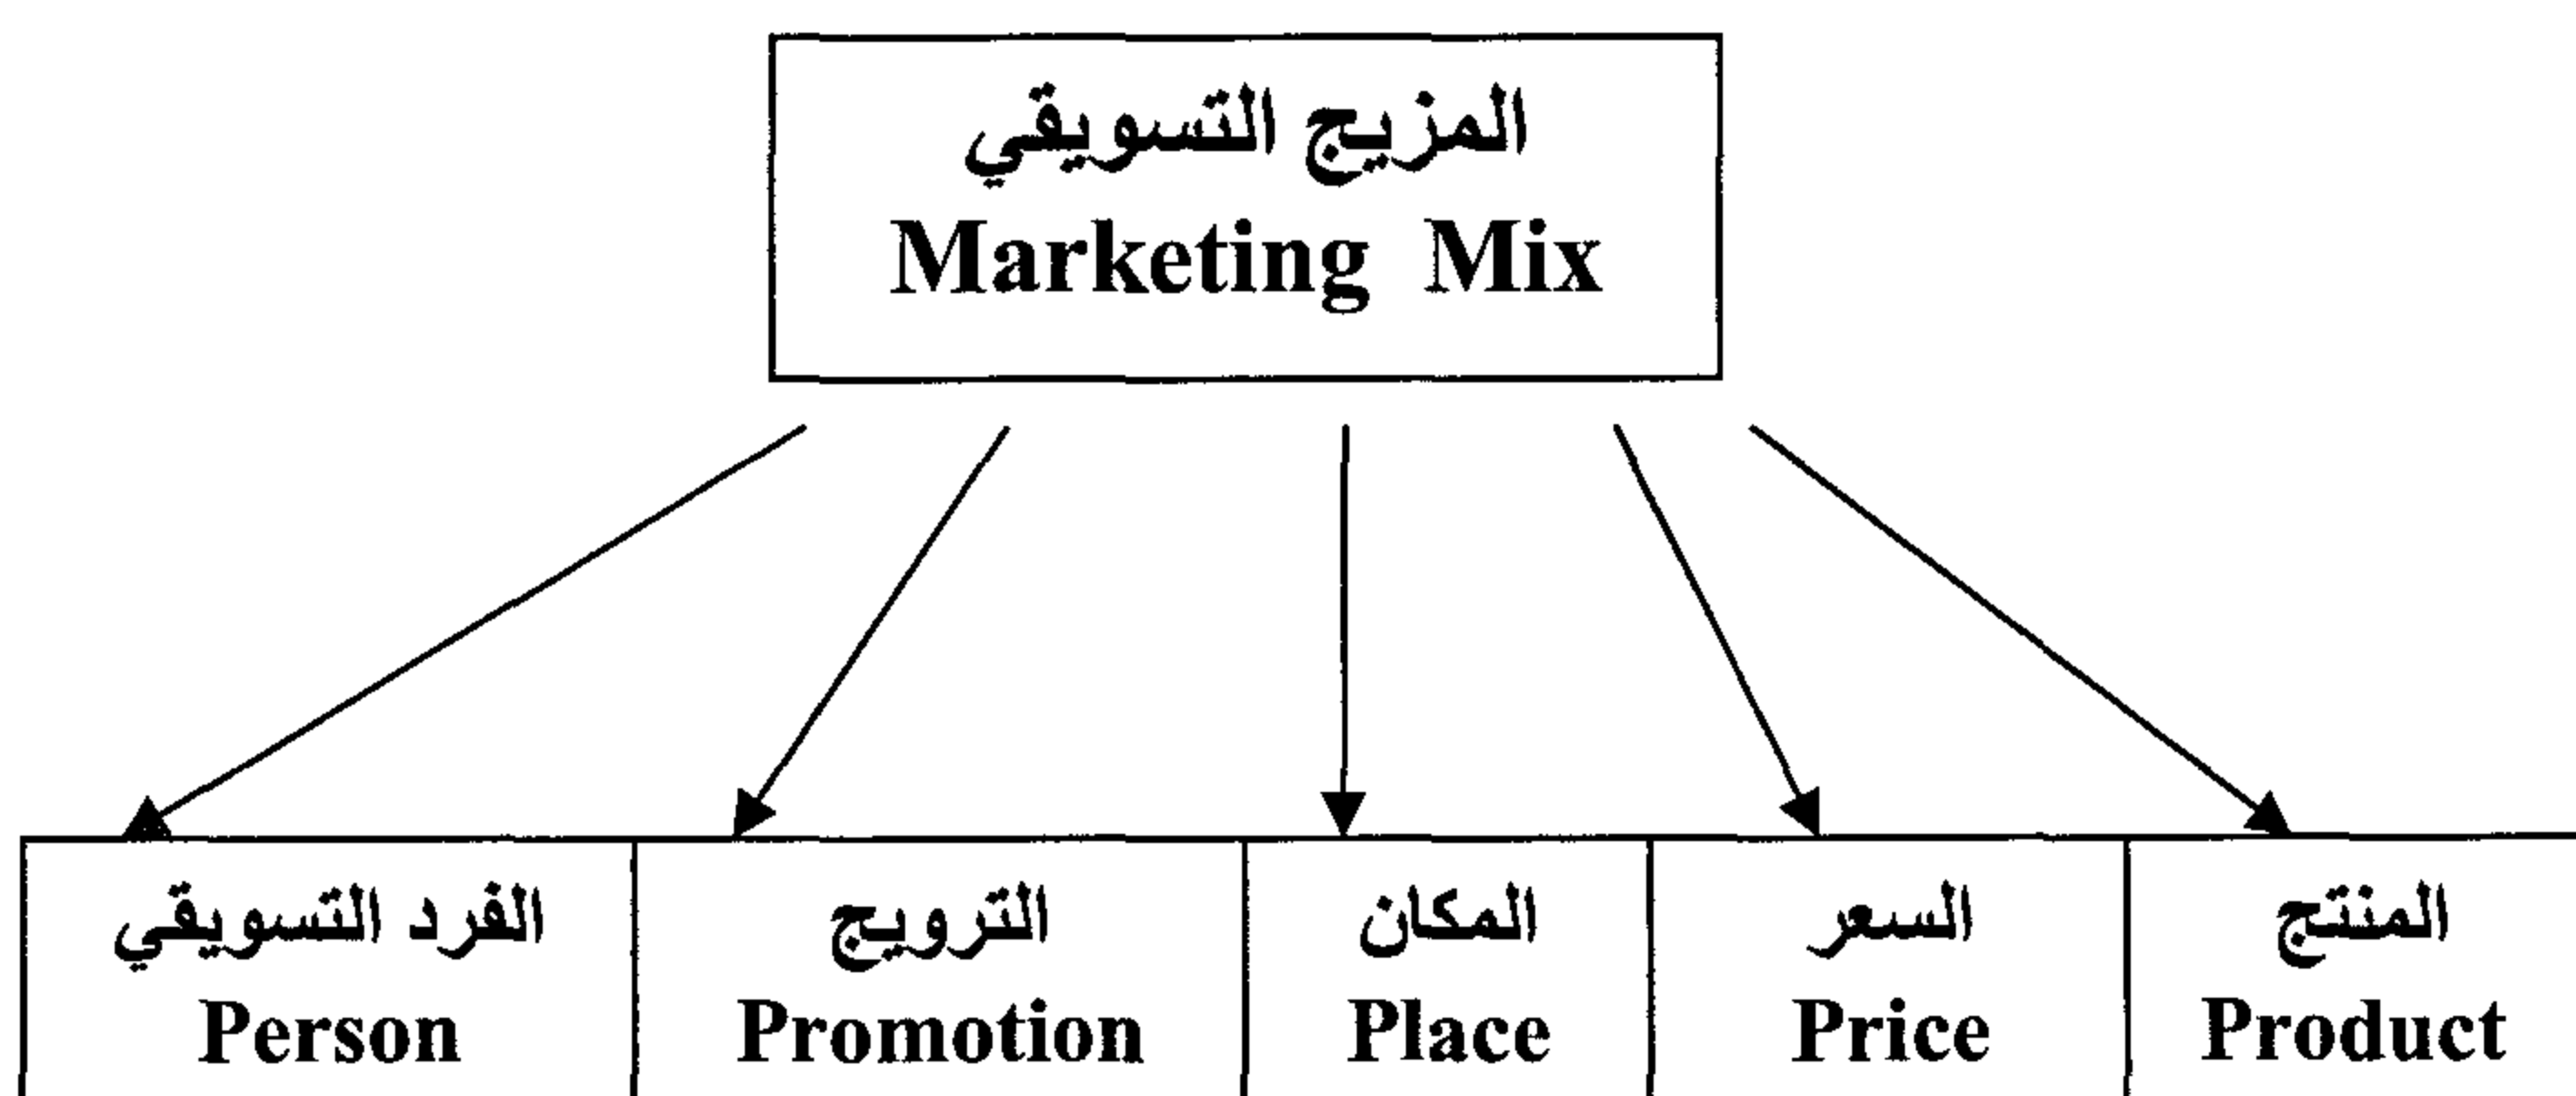 المزيج التسويقي
Marketing Mix
المنتج
Product
السعر
Price
المكان
Place
الترويج
Promotion
الفرد التسويقي
Person